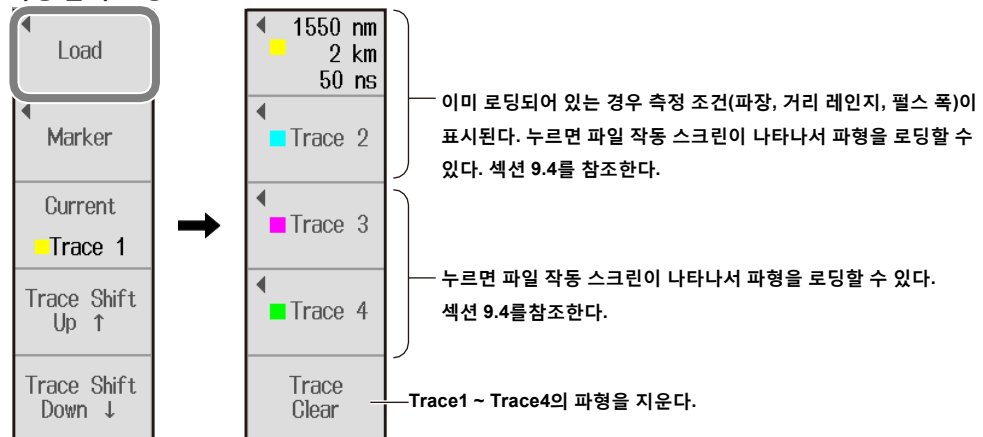 Load
Marker
Current
Trace 1
Trace Shift
Up ↑
Trace Shift
Down ↓
1550 nm
2 km
50 ns
Trace 2
Trace 3
Trace 4
Trace
Clear
이미 로딩되어 있는 경우 측정 조건(파장, 거리 레인지, 펄스 폭)이
표시된다. 누르면 파일 작동 스크린이 나타나서 파형을 로딩할 수
있다. 섹션 9.4를 참조한다.
누르면 파일 작동 스크린이 나타나서 파형을 로딩할 수 있다.
섹션 9.4를참조한다.
Trace1 ~ Trace4의 파형을 지운다.